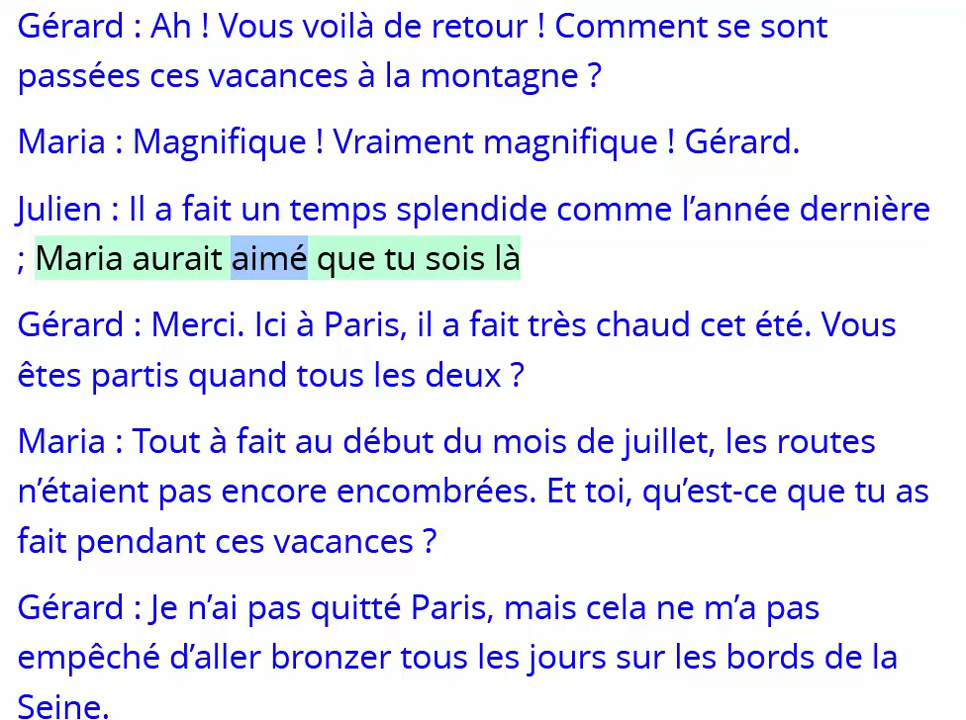 Gérard : Ah ! Vous voilà de retour ! Comment se sont
passées ces vacances à la montagne ?
Maria : Magnifique ! Vraiment magnifique ! Gérard.
Julien : Il a fait un temps splendide comme l’année dernière
; Maria aurait aimé que tu sois là
Gérard : Merci. Ici à Paris, il a fait très chaud cet été. Vous
êtes partis quand tous les deux ?
Maria : Tout à fait au début du mois de juillet, les routes
n’étaient pas encore encombrées. Et toi, qu’est-ce que tu as
fait pendant ces vacances ?
Gérard : Je n’ai pas quitté Paris, mais cela ne m’a pas
empêché d’aller bronzer tous les jours sur les bords de la
Seine.